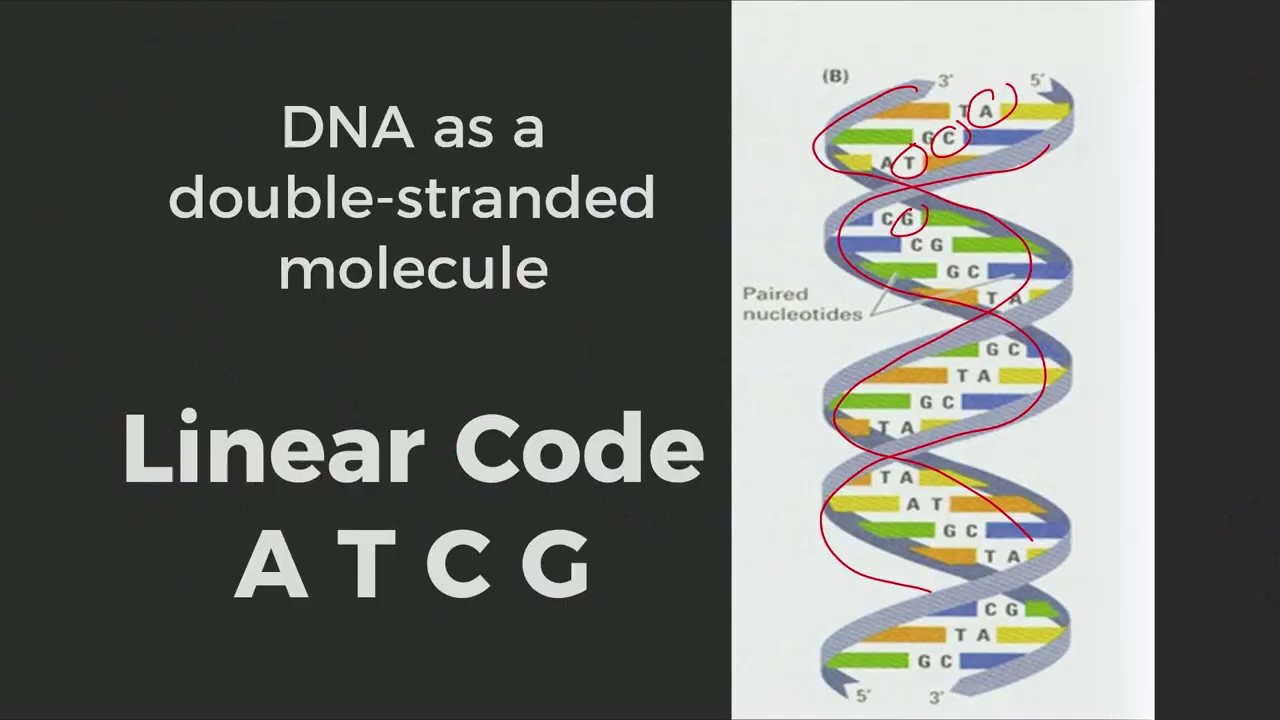 DNA as a
double-stranded
molecule
Linear Code
A T C G
(B)
3' 5'
T A
G C
A T
C G
C G
G C
T A
Paired
nucleotides
G C
T A
G C
T A
T A
A T
G C
T A
C G
T A
G C
5' 3'